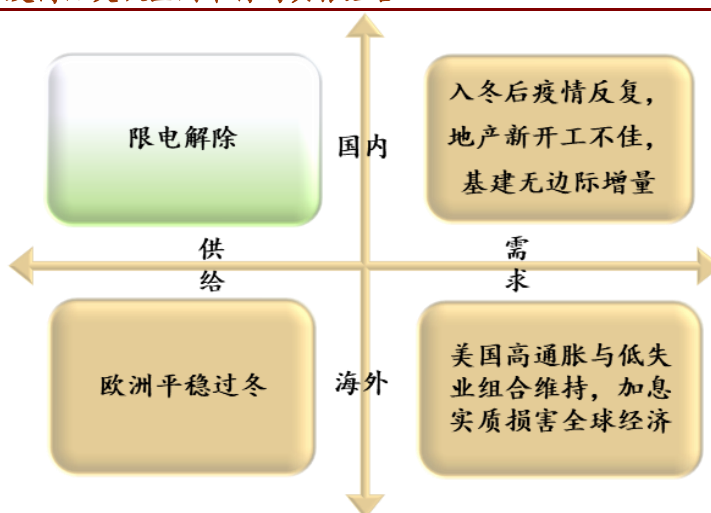 限电解除
国内
入冬后疫情反复，
地产新开工不佳，
基建无边际增量
供给
需求
欧洲平稳过冬
海外
美国高通胀与低失
业组合维持，加息
实质损害全球经济